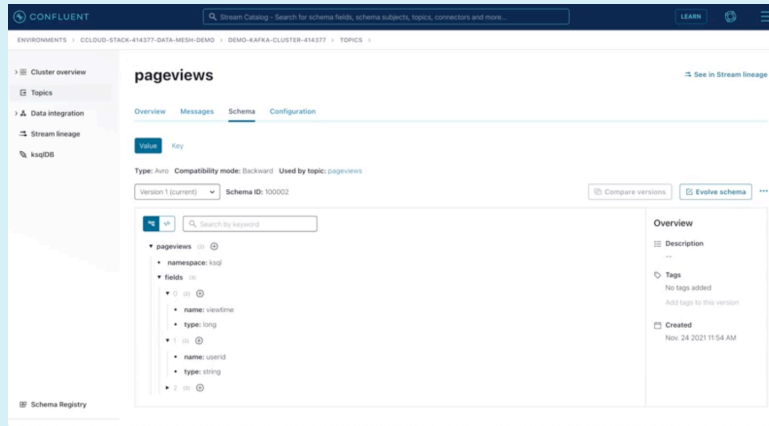 CONFLUENT
Stream Catalog - Search for schema fields, schema subjects, topics, connectors and more...
LEARN
ENVIRONMENTS > CCLOUD-STACK-414377-DATA-MESH-DEMO > DEMO-KAFKA-CLUSTER-414377 > TOPICS >
Cluster overview
Topics
Data integration
Stream lineage
ksqlDB
Schema Registry
pageviews
See in Stream lineage
Overview Messages Schema Configuration
Value Key
Type: Avro Compatibility mode: Backward Used by topic: pageviews
Version 1 (current) Schema ID: 100002
Compare versions
Evolve schema
Search by keyword
pageviews
namespace: ksql
fields
0
name: viewtime
type: long
1
name: userid
type: string
2
Overview
Description
--
Tags
No tags added
Add tags to this version
Created
Nov. 24 2021 11:54 AM